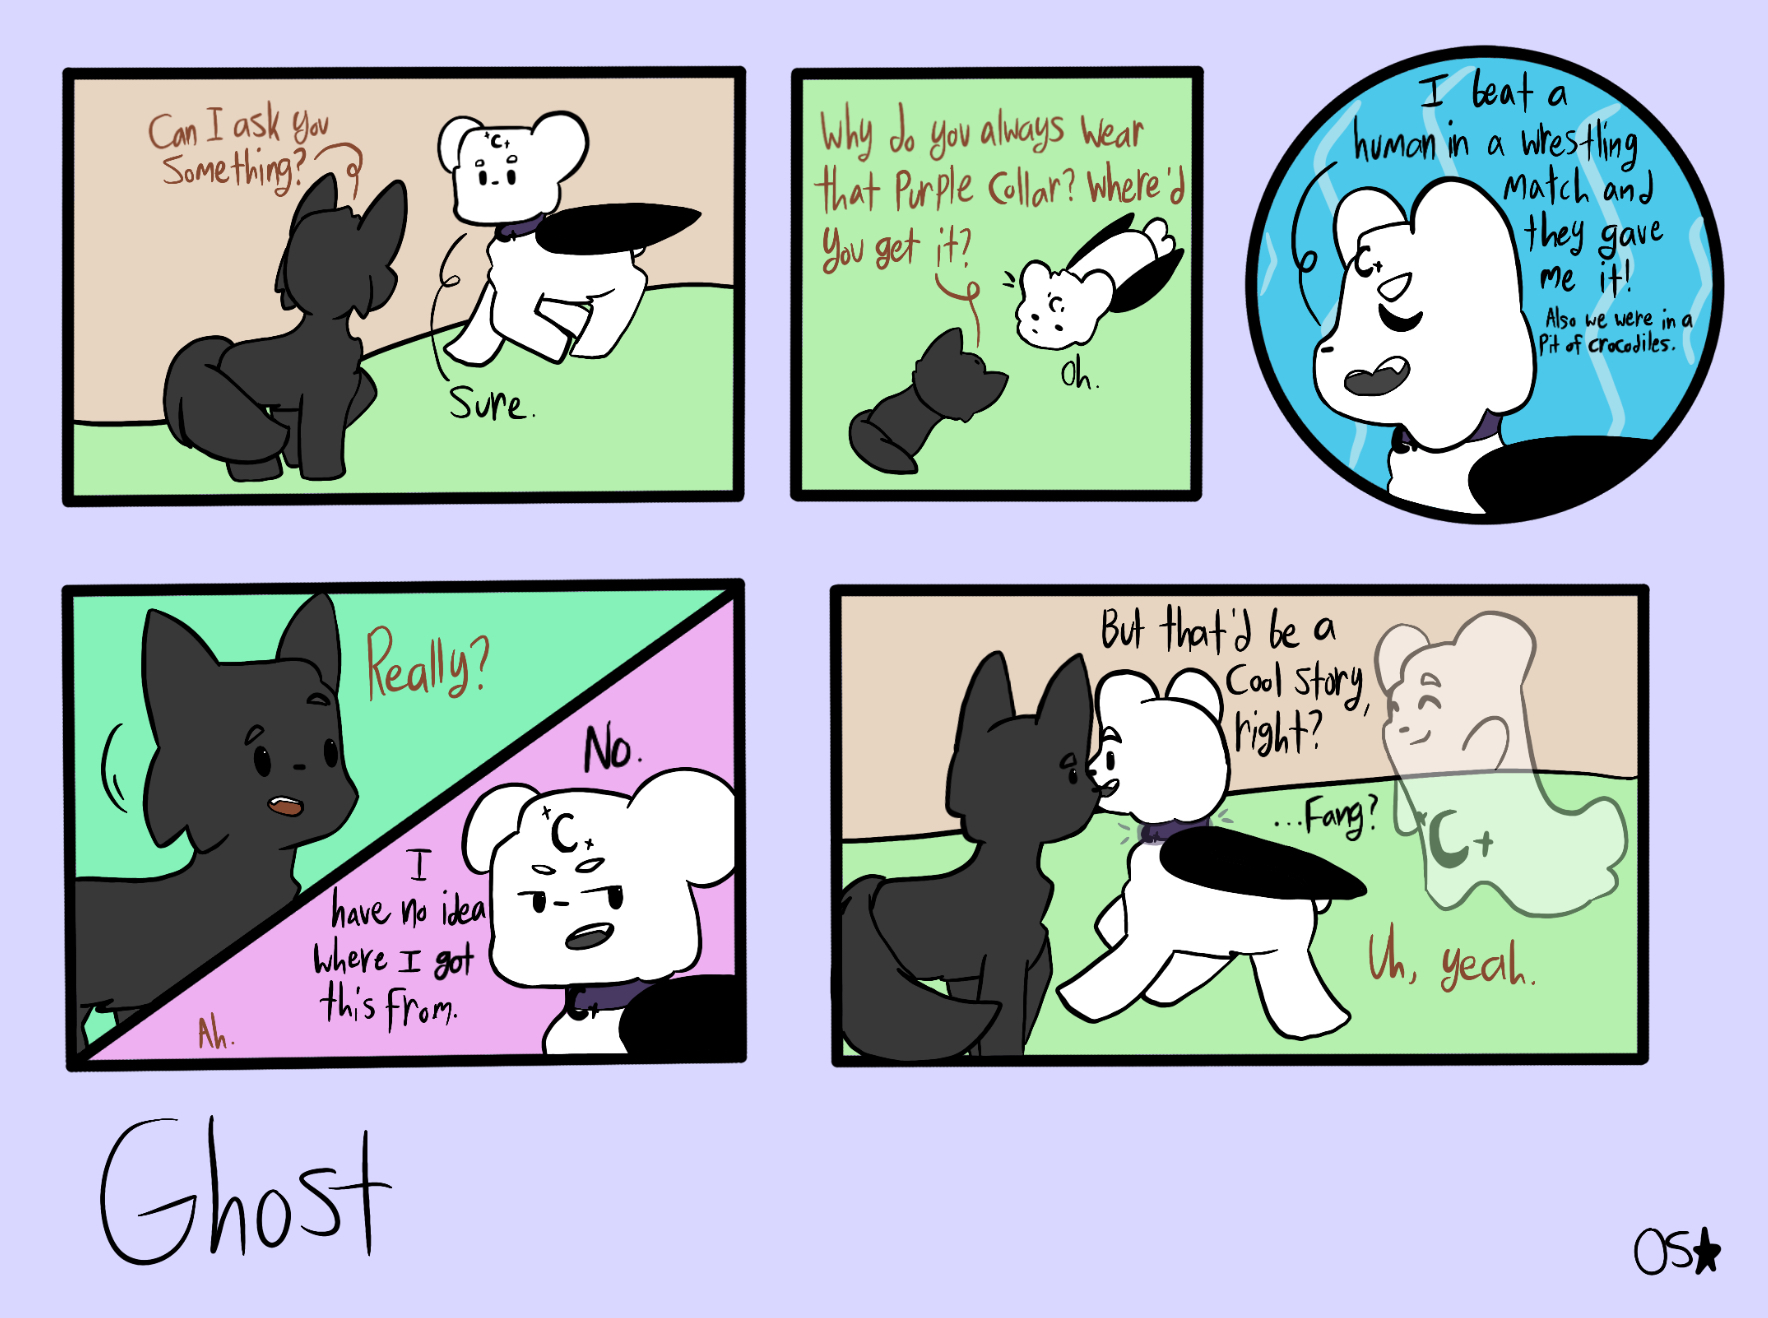 Can I ask you
Something?
Sure.
Why do you always wear
that Purple Collar? Where'd
You get it?
Oh.
I beat a
human in a wrestling
Match and
they gave
me it!
Also we were in a
Pit of crocodiles.
Really?
No.
I
have no idea
Where I got
this from.
Ah.
But that'd be a
Cool Story,
right?
...Fang?
Uh, yeah.
Ghost
OS★